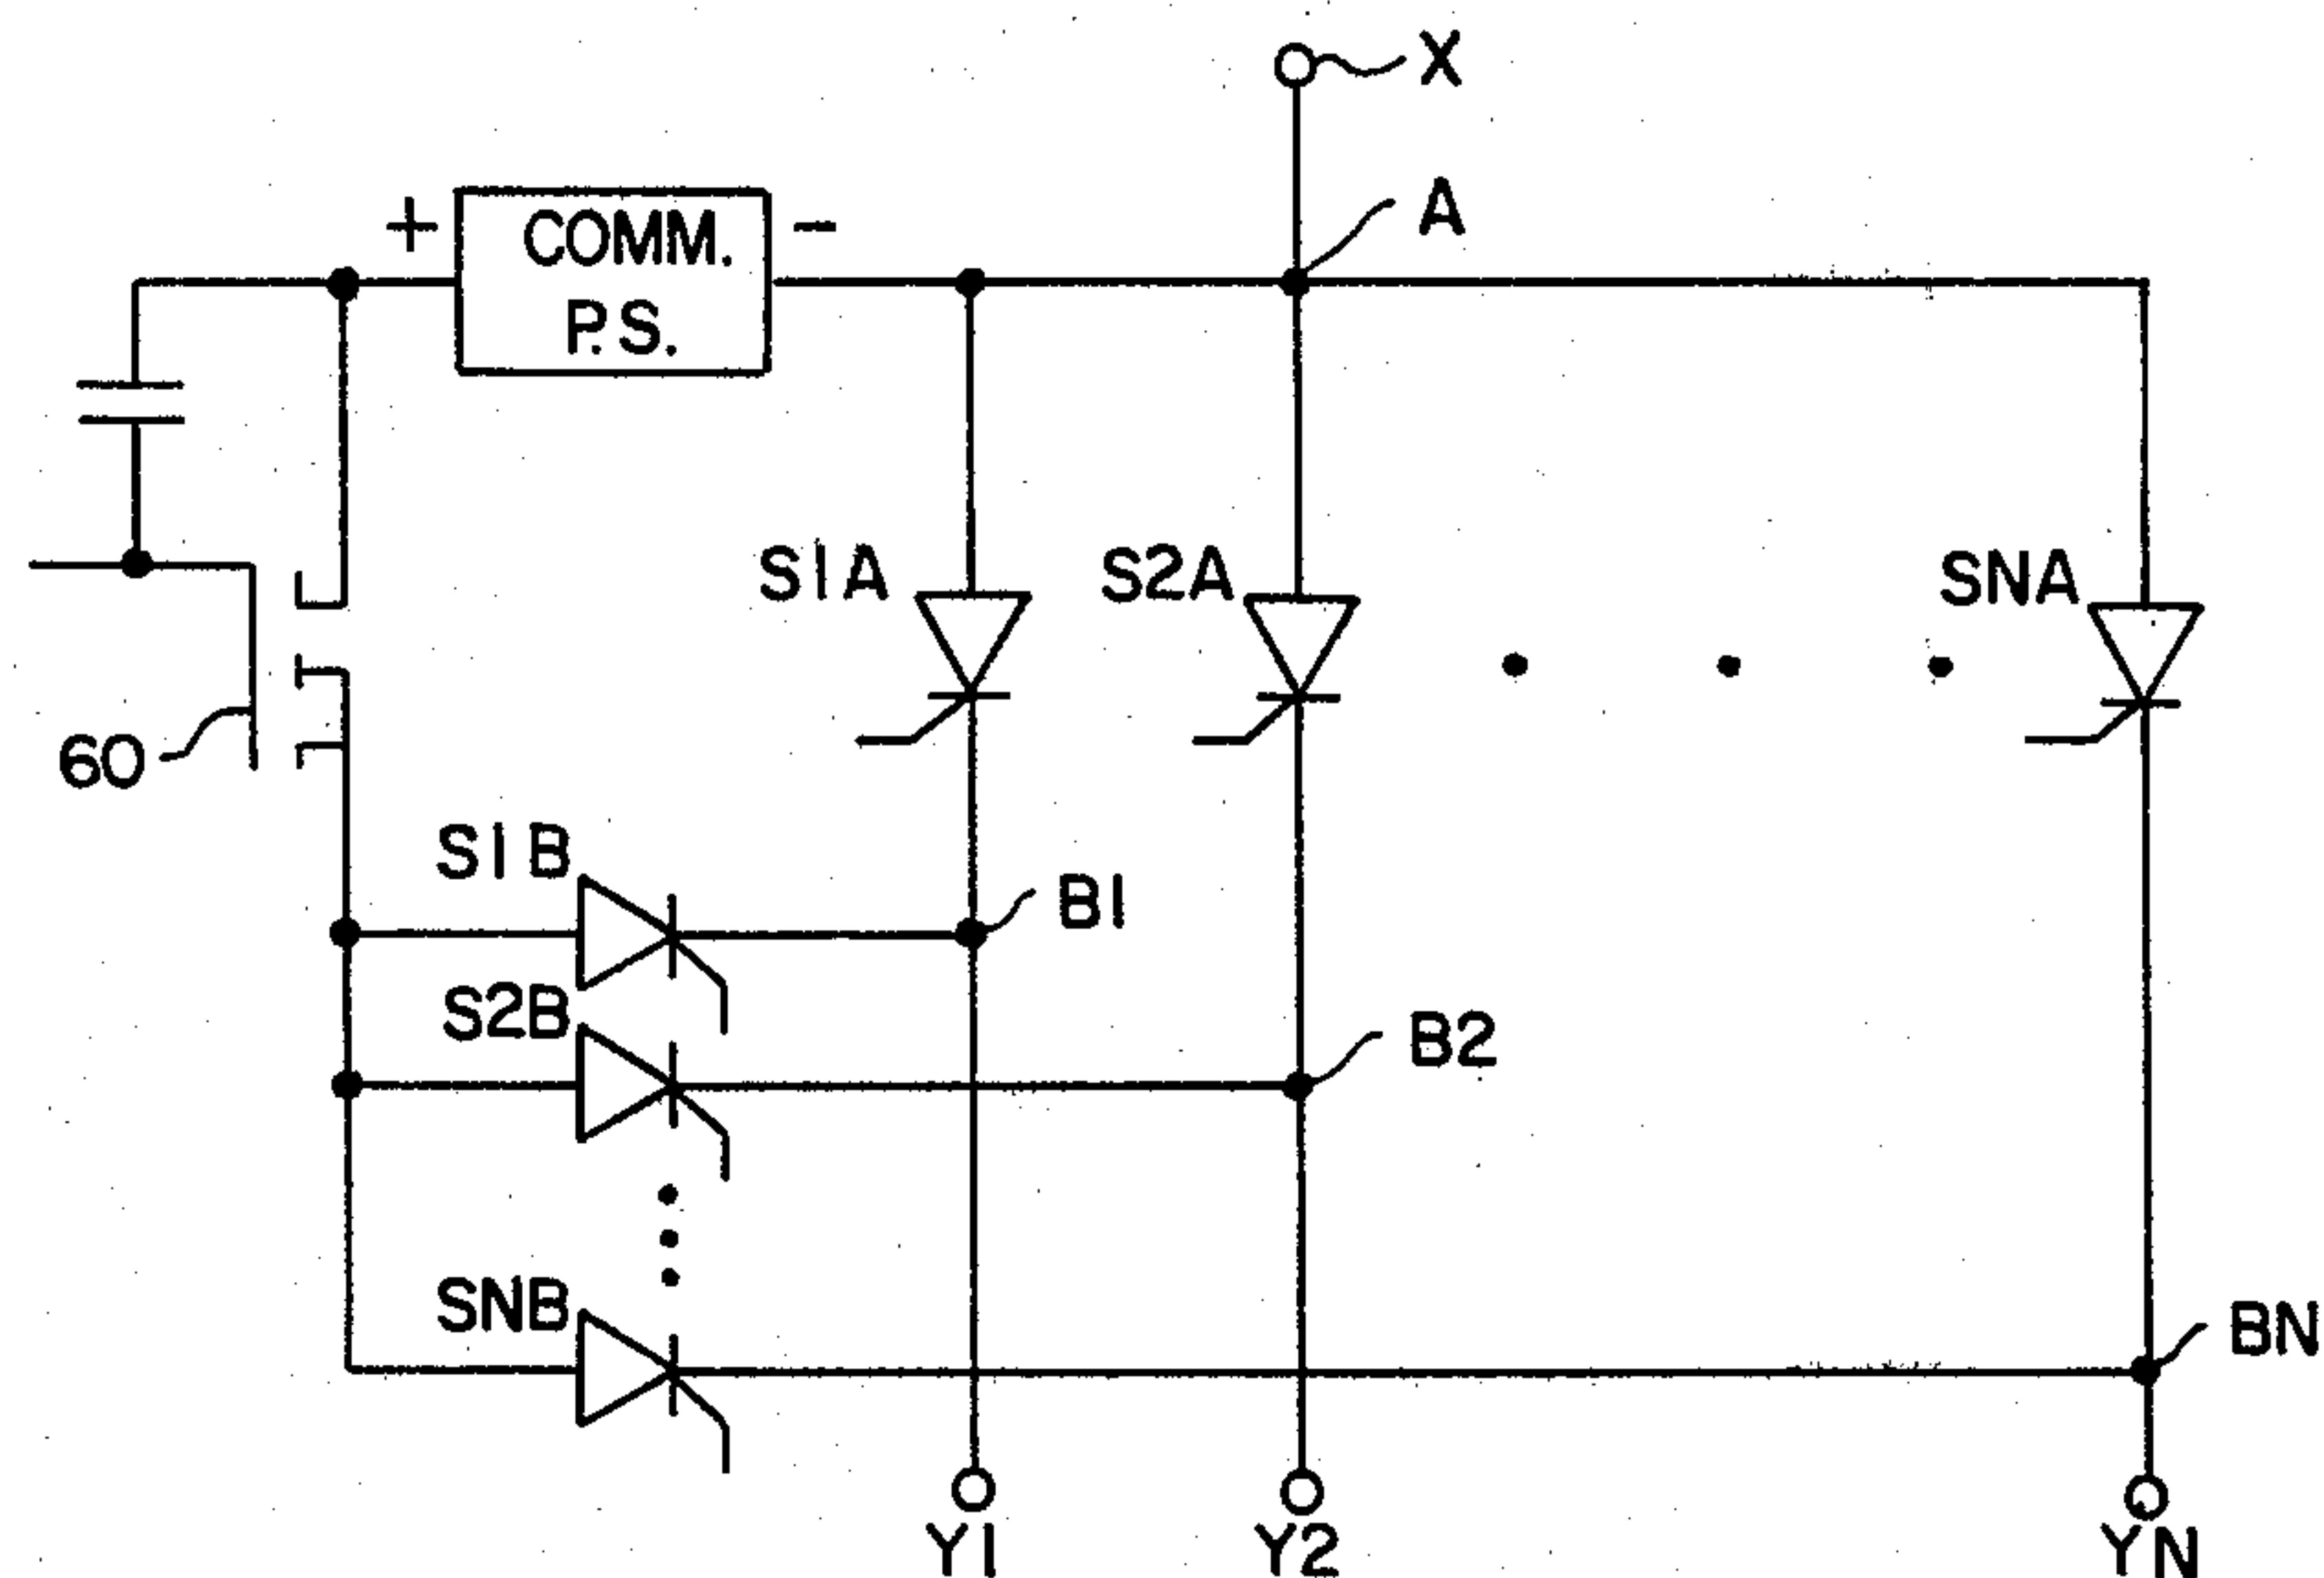 X
A
+ COMM. -
P.S.
S1A S2A SNA
60
S1B
B1
S2B
B2
SNB
BN
Y1 Y2 YN